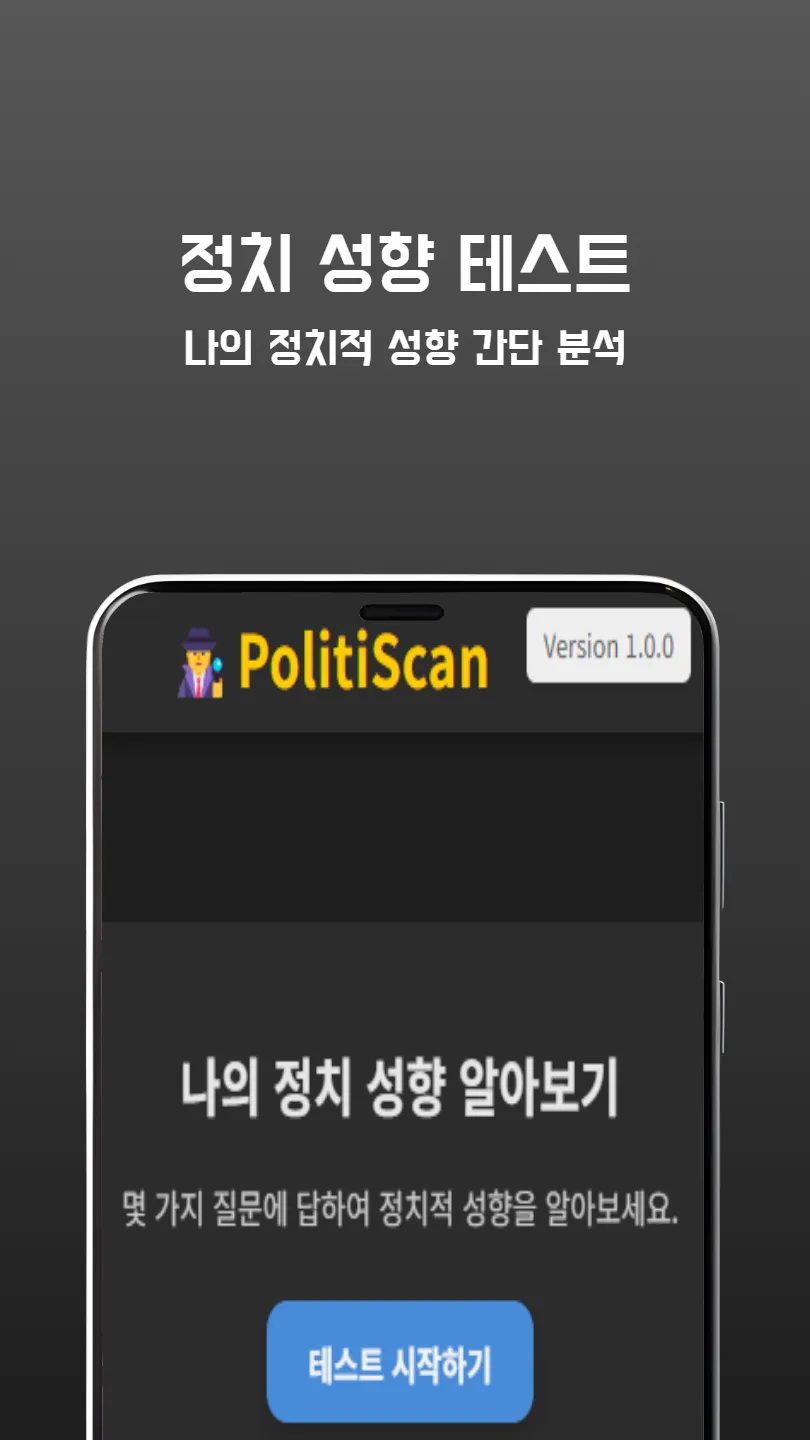 정치 성향 테스트
나의 정치적 성향 간단 분석
PolitiScan
Version 1.0.0
나의 정치 성향 알아보기
몇 가지 질문에 답하여 정치적 성향을 알아보세요.
테스트 시작하기